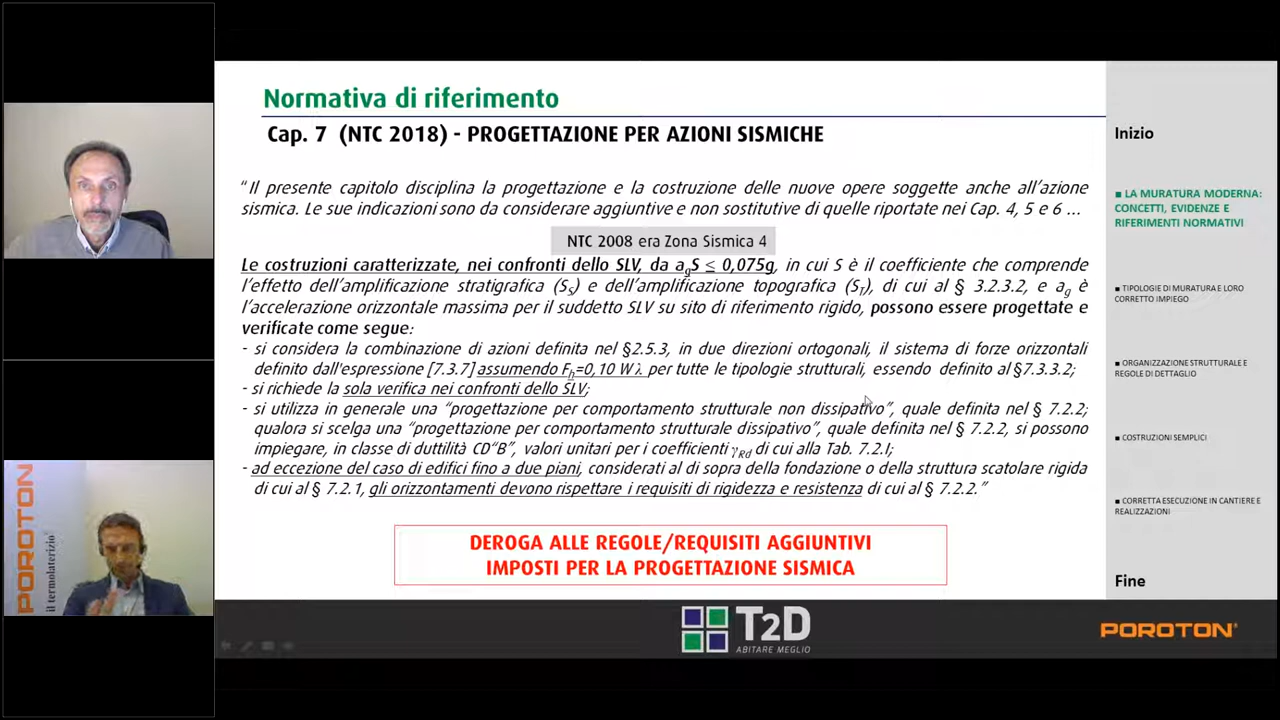 Normativa di riferimento
Cap. 7 (NTC 2018) - PROGETTAZIONE PER AZIONI SISMICHE
“Il presente capitolo disciplina la progettazione e la costruzione delle nuove opere soggette anche all’azione
sismica. Le sue indicazioni sono da considerare aggiuntive e non sostitutive di quelle riportate nei Cap. 4, 5 e 6 …
NTC 2008 era Zona Sismica 4
Le costruzioni caratterizzate, nei confronti dello SLV, da agS ≤ 0,075g, in cui S è il coefficiente che comprende
l’effetto dell’amplificazione stratigrafica (SS) e dell’amplificazione topografica (ST), di cui al § 3.2.3.2, e ag è
l’accelerazione orizzontale massima per il suddetto SLV su sito di riferimento rigido, possono essere progettate e
verificate come segue:
- si considera la combinazione di azioni definita nel §2.5.3, in due direzioni ortogonali, il sistema di forze orizzontali
definito dall'espressione [7.3.7] assumendo Fh=0,10 W λ per tutte le tipologie strutturali, essendo definito al §7.3.3.2;
- si richiede la sola verifica nei confronti dello SLV;
- si utilizza in generale una “progettazione per comportamento strutturale non dissipativo”, quale definita nel § 7.2.2;
qualora si scelga una “progettazione per comportamento strutturale dissipativo”, quale definita nel § 7.2.2, si possono
impiegare, in classe di duttilità CD“B”, valori unitari per i coefficienti γRd di cui alla Tab. 7.2.I;
- ad eccezione del caso di edifici fino a due piani, considerati al di sopra della fondazione o della struttura scatolare rigida
di cui al § 7.2.1, gli orizzontamenti devono rispettare i requisiti di rigidezza e resistenza di cui al § 7.2.2.”
DEROGA ALLE REGOLE/REQUISITI AGGIUNTIVI
IMPOSTI PER LA PROGETTAZIONE SISMICA
Inizio
■ LA MURATURA MODERNA:
CONCETTI, EVIDENZE E
RIFERIMENTI NORMATIVI
■ TIPOLOGIE DI MURATURA E LORO
CORRETTO IMPIEGO
■ ORGANIZZAZIONE STRUTTURALE E
REGOLE DI DETTAGLIO
■ COSTRUZIONI SEMPLICI
■ CORRETTA ESECUZIONE IN CANTIERE E
REALIZZAZIONI
Fine
T2D
ABITARE MEGLIO
POROTON®
POROTON
il termolaterizio